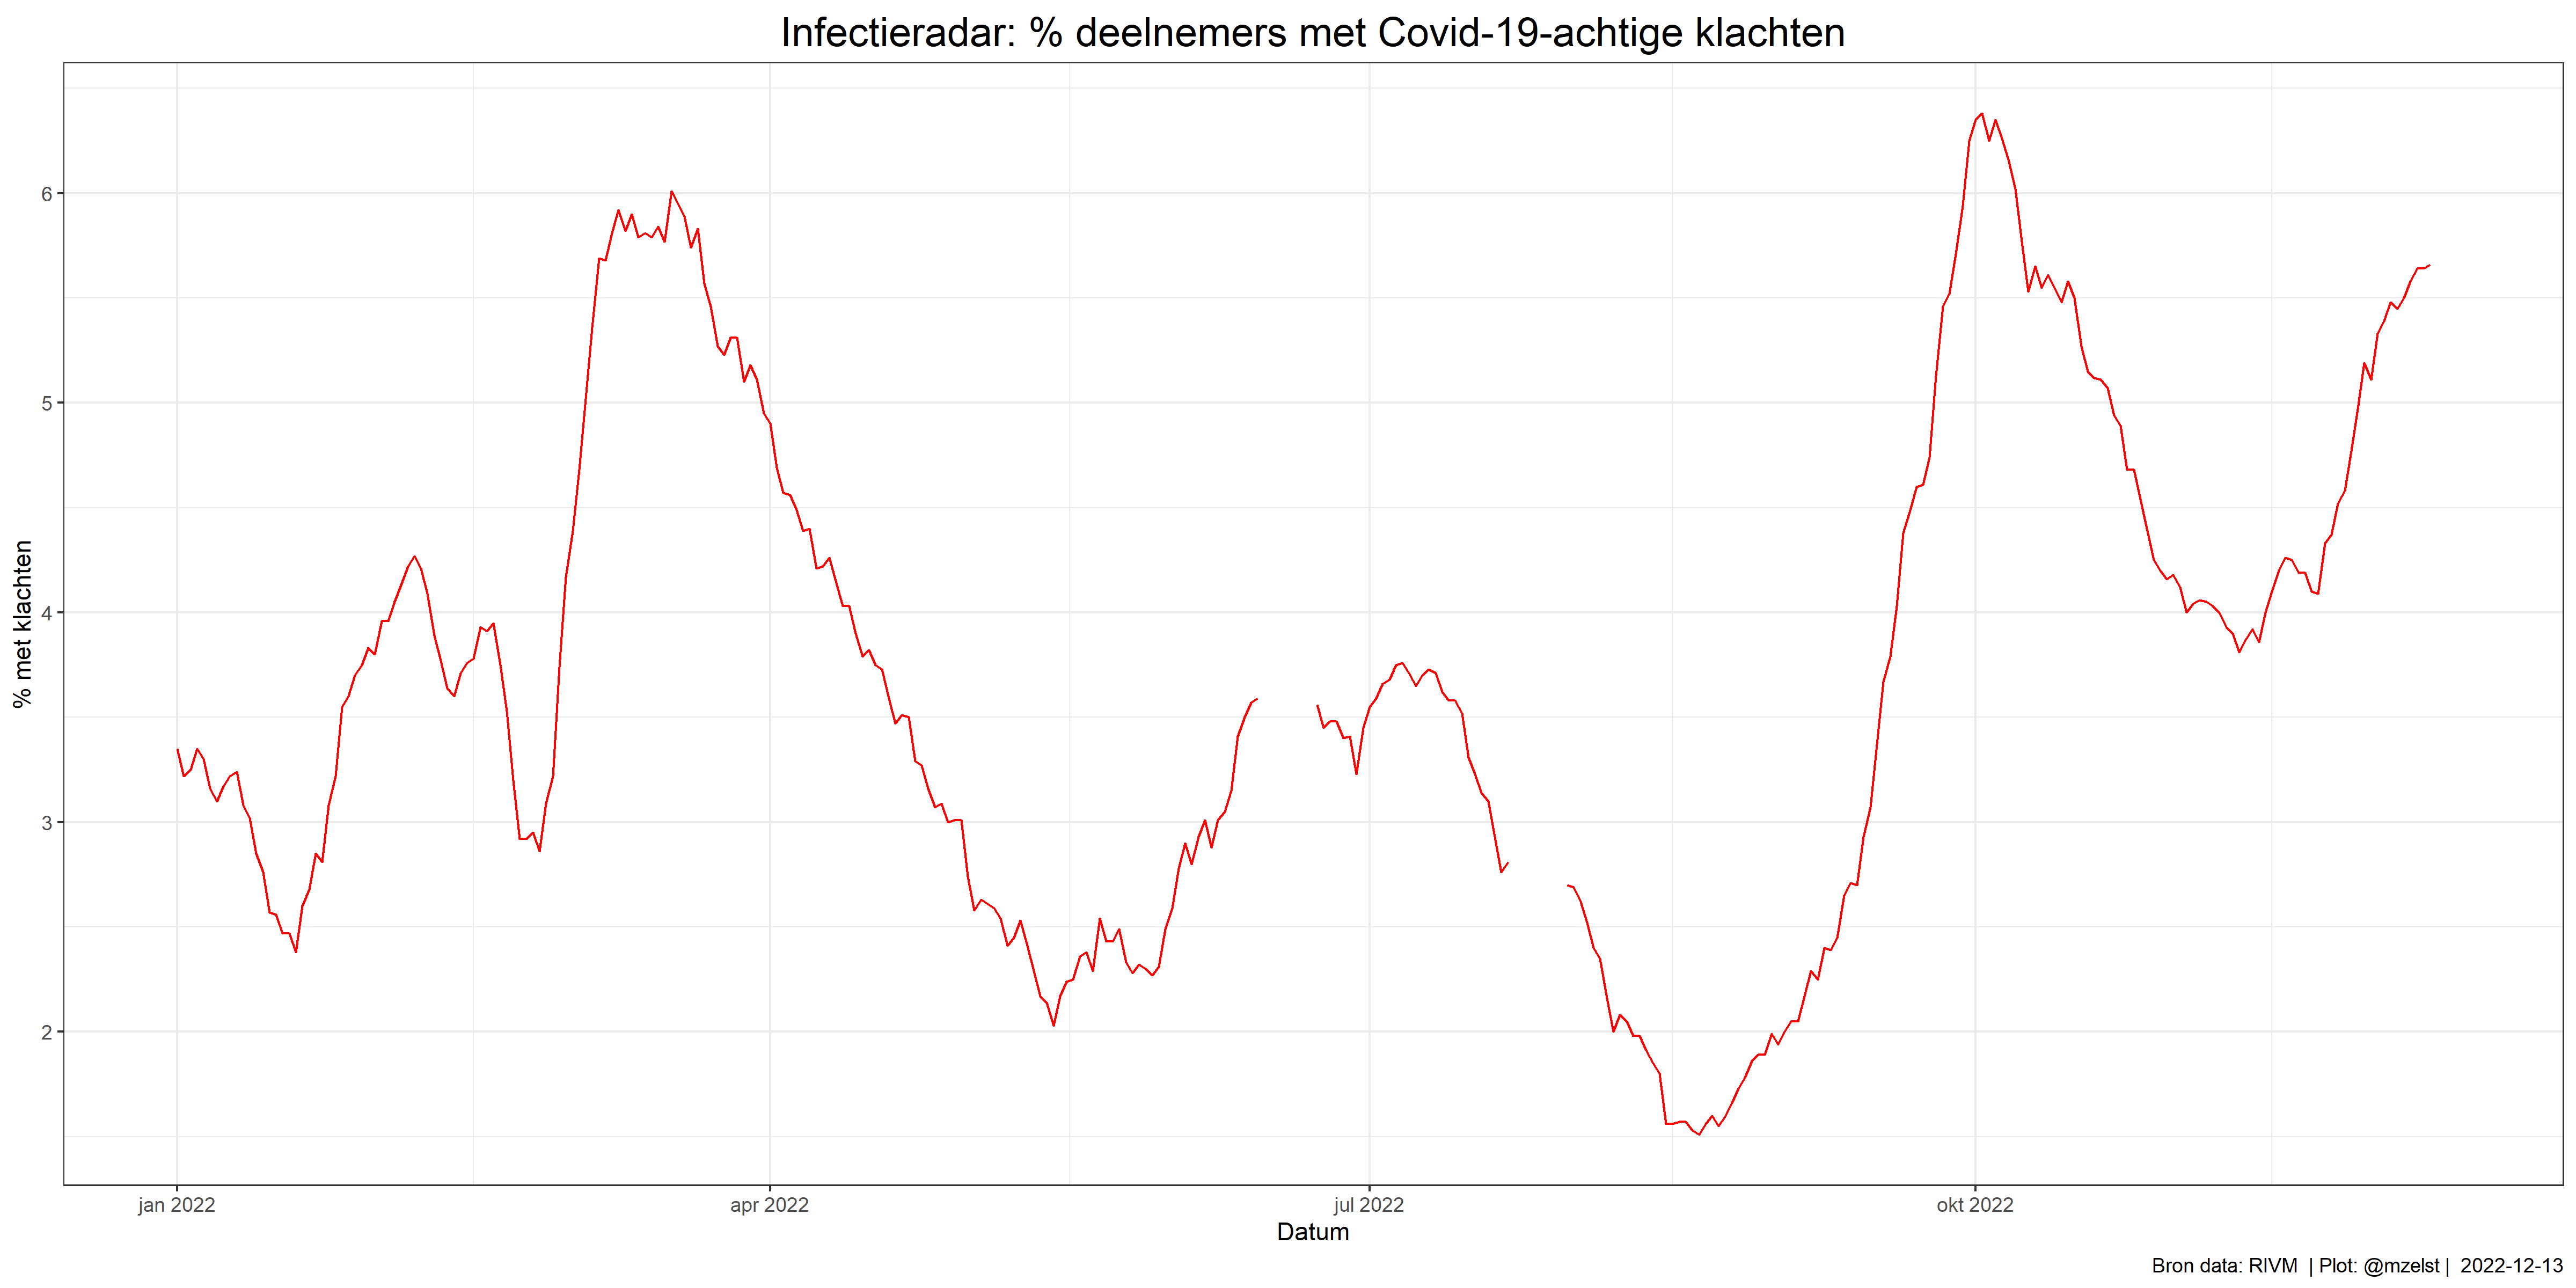 Infectieradar: % deelnemers met Covid-19-achtige klachten
% met klachten
6
5
4
3
2
jan 2022 apr 2022 jul 2022 okt 2022
Datum
Bron data: RIVM | Plot: @mzelst | 2022-12-13